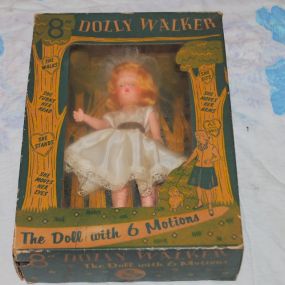 8" DOLLY WALKER
SHE
WALKS
SHE
TURNS
HER
HEAD
SHE
STANDS
SHE
MOVES
HER
EYES
SHE
SITS
SHE
MOVES
HER
ARMS
The Doll with 6 Motions
8" DOLLY WALKER
The Doll with 6 Motions